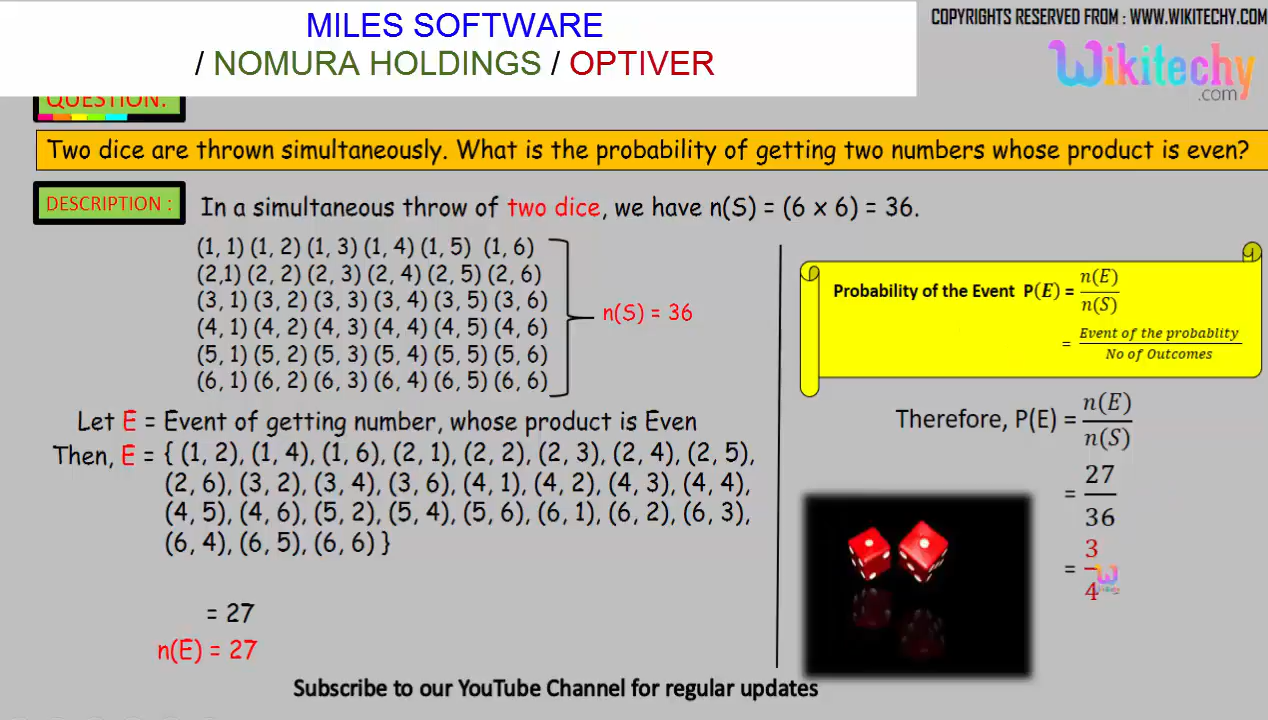 MILES SOFTWARE
/ NOMURA HOLDINGS / OPTIVER
COPYRIGHTS RESERVED FROM : WWW.WIKITECHY.COM
Wikitechy
.com
QUESTION:
Two dice are thrown simultaneously. What is the probability of getting two numbers whose product is even?
DESCRIPTION :
In a simultaneous throw of two dice, we have n(S) = (6 x 6) = 36.
(1, 1) (1, 2) (1, 3) (1, 4) (1, 5) (1, 6)
(2,1) (2, 2) (2, 3) (2, 4) (2, 5) (2, 6)
(3, 1) (3, 2) (3, 3) (3, 4) (3, 5) (3, 6)
(4, 1) (4, 2) (4, 3) (4, 4) (4, 5) (4, 6)
(5, 1) (5, 2) (5, 3) (5, 4) (5, 5) (5, 6)
(6, 1) (6, 2) (6, 3) (6, 4) (6, 5) (6, 6)
n(S) = 36
Let E = Event of getting number, whose product is Even
Then, E = { (1, 2), (1, 4), (1, 6), (2, 1), (2, 2), (2, 3), (2, 4), (2, 5),
(2, 6), (3, 2), (3, 4), (3, 6), (4, 1), (4, 2), (4, 3), (4, 4),
(4, 5), (4, 6), (5, 2), (5, 4), (5, 6), (6, 1), (6, 2), (6, 3),
(6, 4), (6, 5), (6, 6) }
= 27
n(E) = 27
Probability of the Event P(E) = n(E)
n(S)
= Event of the probablity
No of Outcomes
Therefore, P(E) = n(E)
n(S)
= 27
36
= 3
4
Subscribe to our YouTube Channel for regular updates